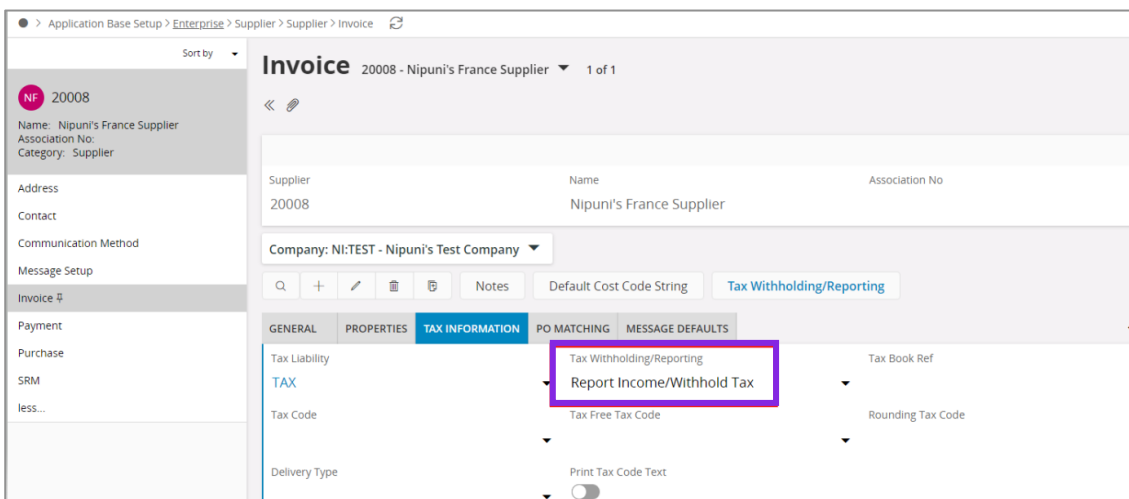 Application Base Setup > Enterprise > Supplier > Supplier > Invoice
Sort by
NF 20008
Name: Nipuni's France Supplier
Association No:
Category: Supplier
Address
Contact
Communication Method
Message Setup
Invoice
Payment
Purchase
SRM
less...
Invoice 20008 - Nipuni's France Supplier 1 of 1
Supplier Name Association No
20008 Nipuni's France Supplier
Company: NI:TEST - Nipuni's Test Company
Notes Default Cost Code String Tax Withholding/Reporting
GENERAL PROPERTIES TAX INFORMATION PO MATCHING MESSAGE DEFAULTS
Tax Liability Tax Withholding/Reporting Tax Book Ref
TAX Report Income/Withhold Tax
Tax Code Tax Free Tax Code Rounding Tax Code
Delivery Type Print Tax Code Text